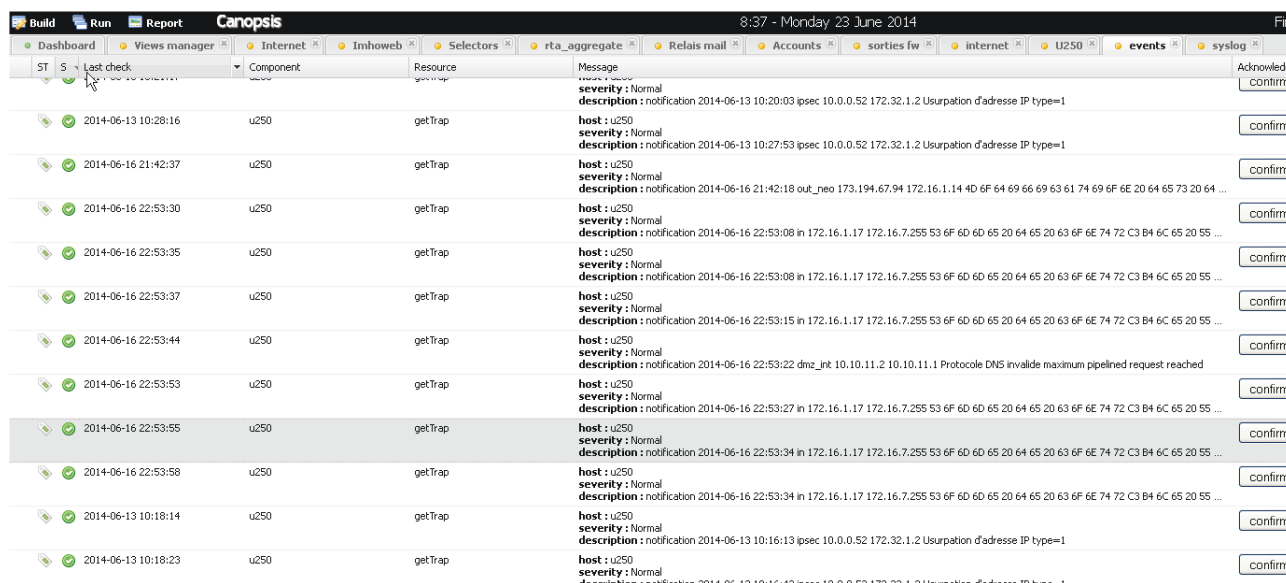 Build Run Report Canopsis 8:37 - Monday 23 June 2014
Dashboard Views manager Internet Imhoweb Selectors rta_aggregate Relais mail Accounts sorties fw internet U250 events syslog
ST S Last check Component Resource Message
severity : Normal
description : notification 2014-06-13 10:20:03 ipsec 10.0.0.52 172.32.1.2 Usurpation d'adresse IP type=1
2014-06-13 10:28:16 u250 getTrap host : u250
severity : Normal
description : notification 2014-06-13 10:27:53 ipsec 10.0.0.52 172.32.1.2 Usurpation d'adresse IP type=1
2014-06-16 21:42:37 u250 getTrap host : u250
severity : Normal
description : notification 2014-06-16 21:42:18 out_neo 173.194.67.94 172.16.1.14 4D 6F 64 69 66 69 63 61 74 69 6F 6E 20 64 65 73 20 64 ...
2014-06-16 22:53:30 u250 getTrap host : u250
severity : Normal
description : notification 2014-06-16 22:53:08 in 172.16.1.17 172.16.7.255 53 6F 6D 6D 65 20 64 65 20 63 6F 6E 74 72 C3 B4 6C 65 20 55 ...
2014-06-16 22:53:35 u250 getTrap host : u250
severity : Normal
description : notification 2014-06-16 22:53:08 in 172.16.1.17 172.16.7.255 53 6F 6D 6D 65 20 64 65 20 63 6F 6E 74 72 C3 B4 6C 65 20 55 ...
2014-06-16 22:53:37 u250 getTrap host : u250
severity : Normal
description : notification 2014-06-16 22:53:15 in 172.16.1.17 172.16.7.255 53 6F 6D 6D 65 20 64 65 20 63 6F 6E 74 72 C3 B4 6C 65 20 55 ...
2014-06-16 22:53:44 u250 getTrap host : u250
severity : Normal
description : notification 2014-06-16 22:53:22 dmz_int 10.10.11.2 10.10.11.1 Protocole DNS invalide maximum pipelined request reached
2014-06-16 22:53:53 u250 getTrap host : u250
severity : Normal
description : notification 2014-06-16 22:53:27 in 172.16.1.17 172.16.7.255 53 6F 6D 6D 65 20 64 65 20 63 6F 6E 74 72 C3 B4 6C 65 20 55 ...
2014-06-16 22:53:55 u250 getTrap host : u250
severity : Normal
description : notification 2014-06-16 22:53:34 in 172.16.1.17 172.16.7.255 53 6F 6D 6D 65 20 64 65 20 63 6F 6E 74 72 C3 B4 6C 65 20 55 ...
2014-06-16 22:53:58 u250 getTrap host : u250
severity : Normal
description : notification 2014-06-16 22:53:34 in 172.16.1.17 172.16.7.255 53 6F 6D 6D 65 20 64 65 20 63 6F 6E 74 72 C3 B4 6C 65 20 55 ...
2014-06-13 10:18:14 u250 getTrap host : u250
severity : Normal
description : notification 2014-06-13 10:16:13 ipsec 10.0.0.52 172.32.1.2 Usurpation d'adresse IP type=1
2014-06-13 10:18:23 u250 getTrap host : u250
severity : Normal